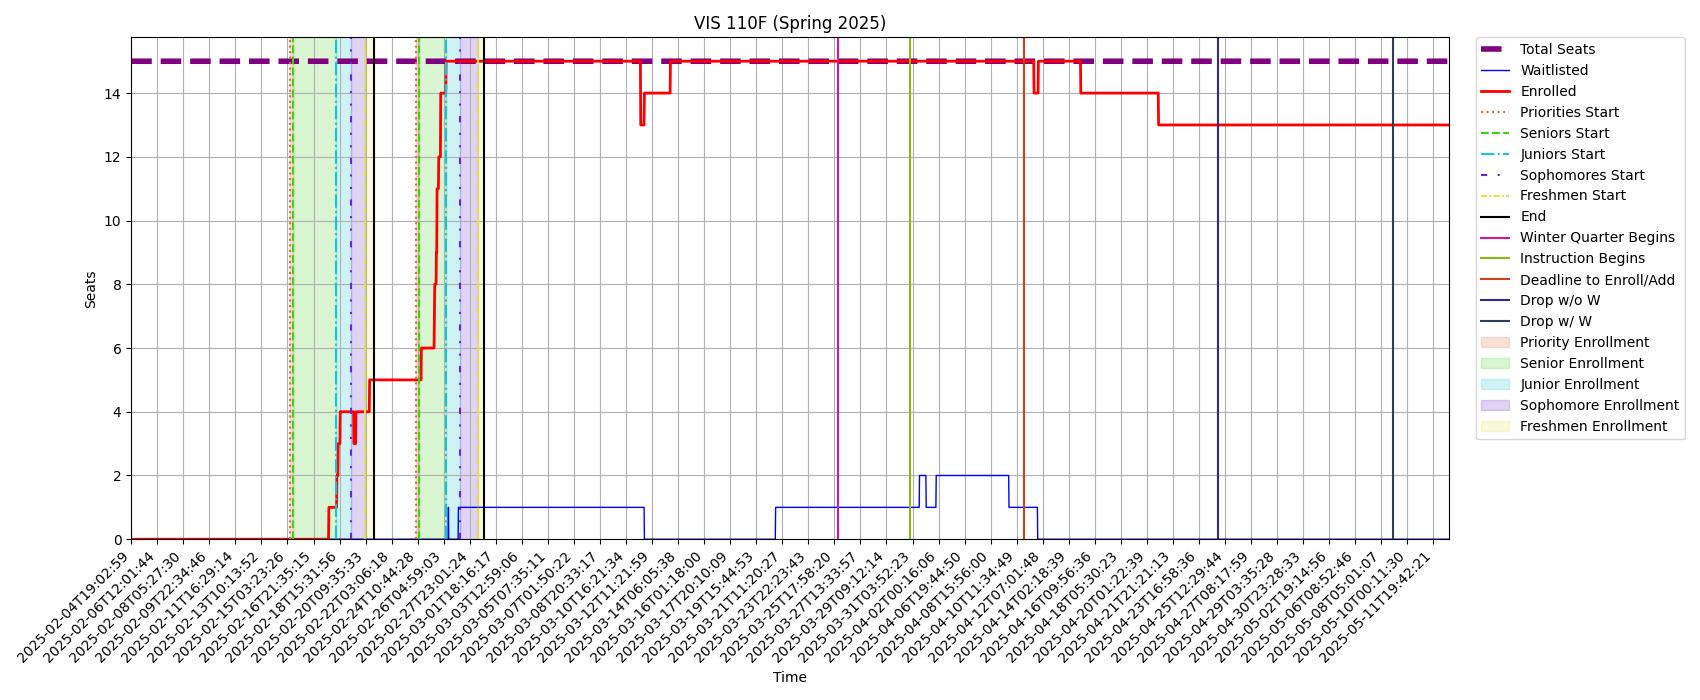 VIS 110F (Spring 2025)
Total Seats
Waitlisted
Enrolled
Priorities Start
Seniors Start
Juniors Start
Sophomores Start
Freshmen Start
End
Winter Quarter Begins
Instruction Begins
Deadline to Enroll/Add
Drop w/o W
Drop w/ W
Priority Enrollment
Senior Enrollment
Junior Enrollment
Sophomore Enrollment
Freshmen Enrollment
Seats
14
12
10
8
6
4
2
0
2025-02-04T19:02:59
2025-02-06T12:01:44
2025-02-08T05:27:30
2025-02-09T22:34:46
2025-02-11T16:29:14
2025-02-13T10:13:52
2025-02-15T03:23:26
2025-02-16T21:35:15
2025-02-18T15:31:56
2025-02-20T09:35:33
2025-02-22T03:06:18
2025-02-24T10:44:28
2025-02-26T04:59:03
2025-02-27T23:01:24
2025-03-01T18:16:17
2025-03-03T12:59:06
2025-03-05T07:35:11
2025-03-07T01:50:22
2025-03-08T20:33:17
2025-03-10T16:21:34
2025-03-12T11:21:59
2025-03-14T06:05:38
2025-03-16T01:18:00
2025-03-17T20:10:09
2025-03-19T15:44:53
2025-03-21T11:20:27
2025-03-23T22:23:43
2025-03-25T17:58:20
2025-03-27T13:33:57
2025-03-29T09:12:14
2025-03-31T03:52:23
2025-04-02T00:16:06
2025-04-06T19:44:50
2025-04-08T15:56:00
2025-04-10T11:34:49
2025-04-12T07:01:48
2025-04-14T02:18:39
2025-04-16T09:56:36
2025-04-18T05:30:23
2025-04-20T01:22:39
2025-04-21T21:21:13
2025-04-23T16:58:36
2025-04-25T12:29:44
2025-04-27T08:17:59
2025-04-29T03:35:28
2025-04-30T23:28:33
2025-05-02T19:14:56
2025-05-06T08:52:46
2025-05-08T05:01:07
2025-05-10T00:11:30
2025-05-11T19:42:21
Time